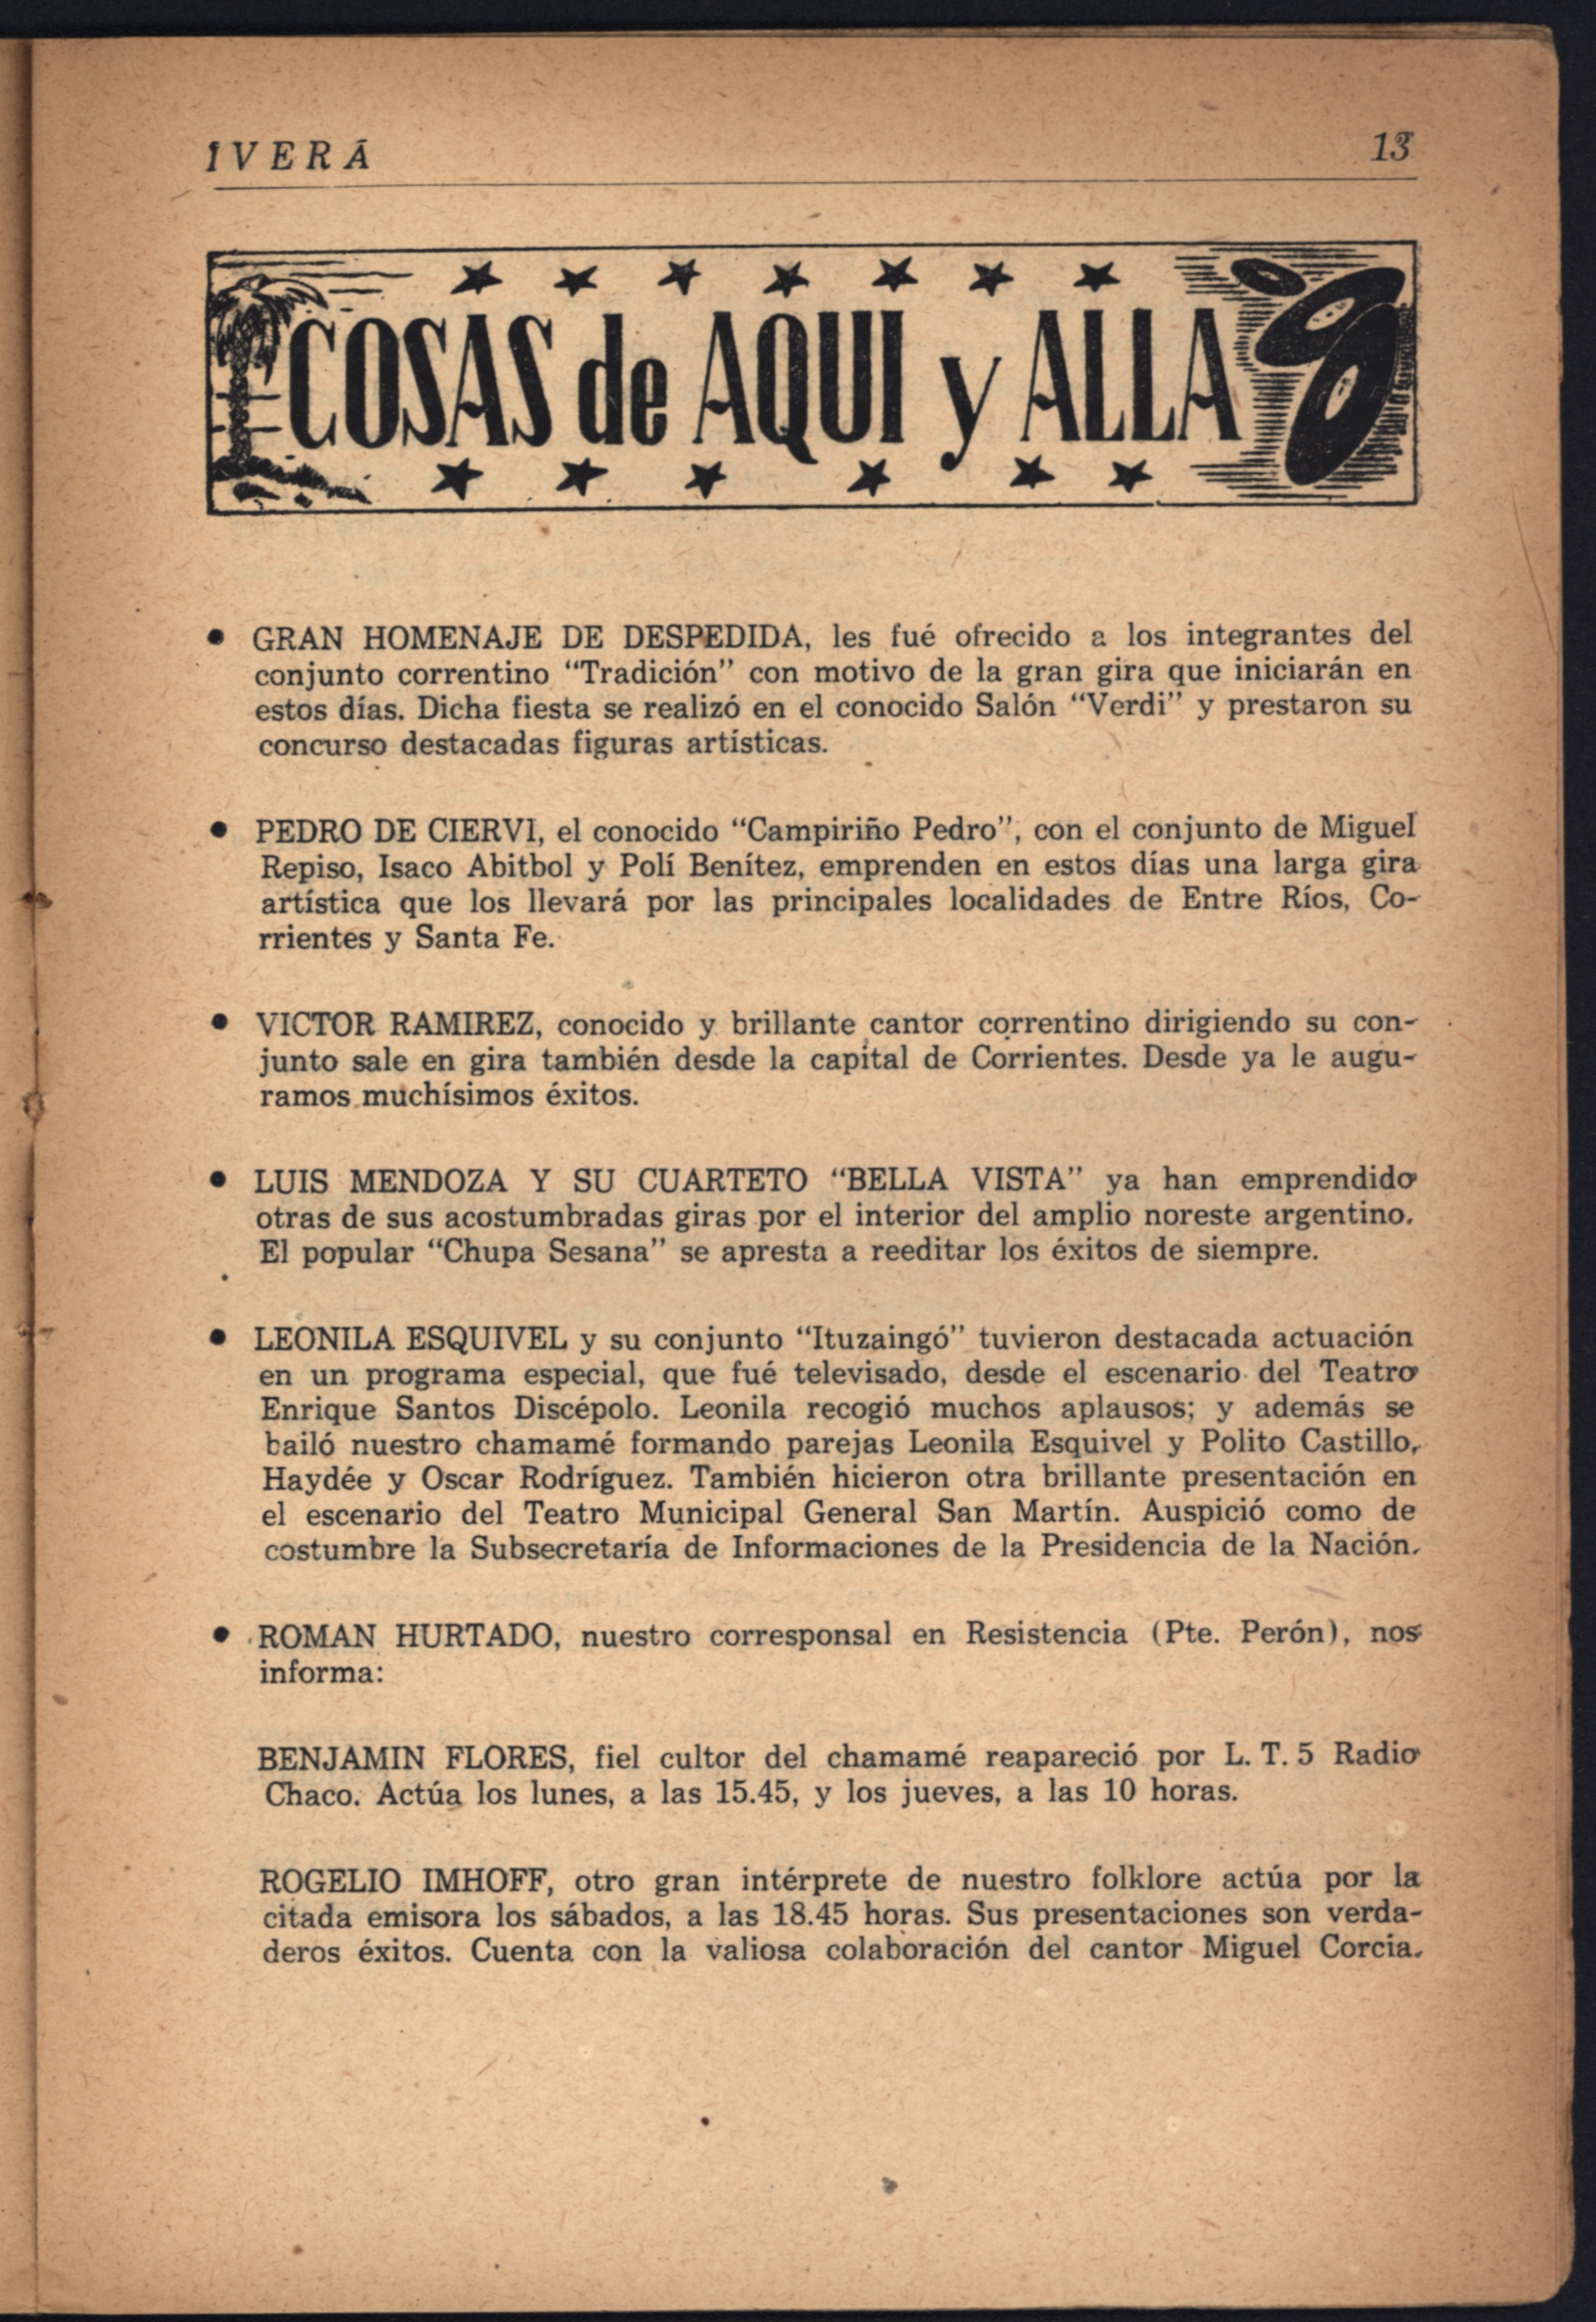 IVERÁ
13
COSAS de AQUI y ALLA
• GRAN HOMENAJE DE DESPEDIDA, les fué ofrecido a los integrantes del
conjunto correntino “Tradición” con motivo de la gran gira que iniciarán en
estos días. Dicha fiesta se realizó en el conocido Salón “Verdi” y prestaron su
concurso destacadas figuras artísticas.
• PEDRO DE CIERVI, el conocido “Campiriño Pedro”, con el conjunto de Miguel
Repiso, Isaco Abitbol y Polí Benítez, emprenden en estos días una larga gira
artística que los llevará por las principales localidades de Entre Ríos, Co-
rrientes y Santa Fe.
• VICTOR RAMIREZ, conocido y brillante cantor correntino dirigiendo su con-
junto sale en gira también desde la capital de Corrientes. Desde ya le augu-
ramos muchísimos éxitos.
• LUIS MENDOZA Y SU CUARTETO “BELLA VISTA” ya han emprendido
otras de sus acostumbradas giras por el interior del amplio noreste argentino.
El popular “Chupa Sesana” se apresta a reeditar los éxitos de siempre.
• LEONILA ESQUIVEL y su conjunto “Ituzaingó” tuvieron destacada actuación
en un programa especial, que fué televisado, desde el escenario del Teatro
Enrique Santos Discépolo. Leonila recogió muchos aplausos; y además se
bailó nuestro chamamé formando parejas Leonila Esquivel y Polito Castillo,
Haydée y Oscar Rodríguez. También hicieron otra brillante presentación en
el escenario del Teatro Municipal General San Martín. Auspició como de
costumbre la Subsecretaría de Informaciones de la Presidencia de la Nación.
• ROMAN HURTADO, nuestro corresponsal en Resistencia (Pte. Perón), nos
informa:
BENJAMIN FLORES, fiel cultor del chamamé reapareció por L. T. 5 Radio
Chaco. Actúa los lunes, a las 15.45, y los jueves, a las 10 horas.
ROGELIO IMHOFF, otro gran intérprete de nuestro folklore actúa por la
citada emisora los sábados, a las 18.45 horas. Sus presentaciones son verda-
deros éxitos. Cuenta con la valiosa colaboración del cantor Miguel Corcia.